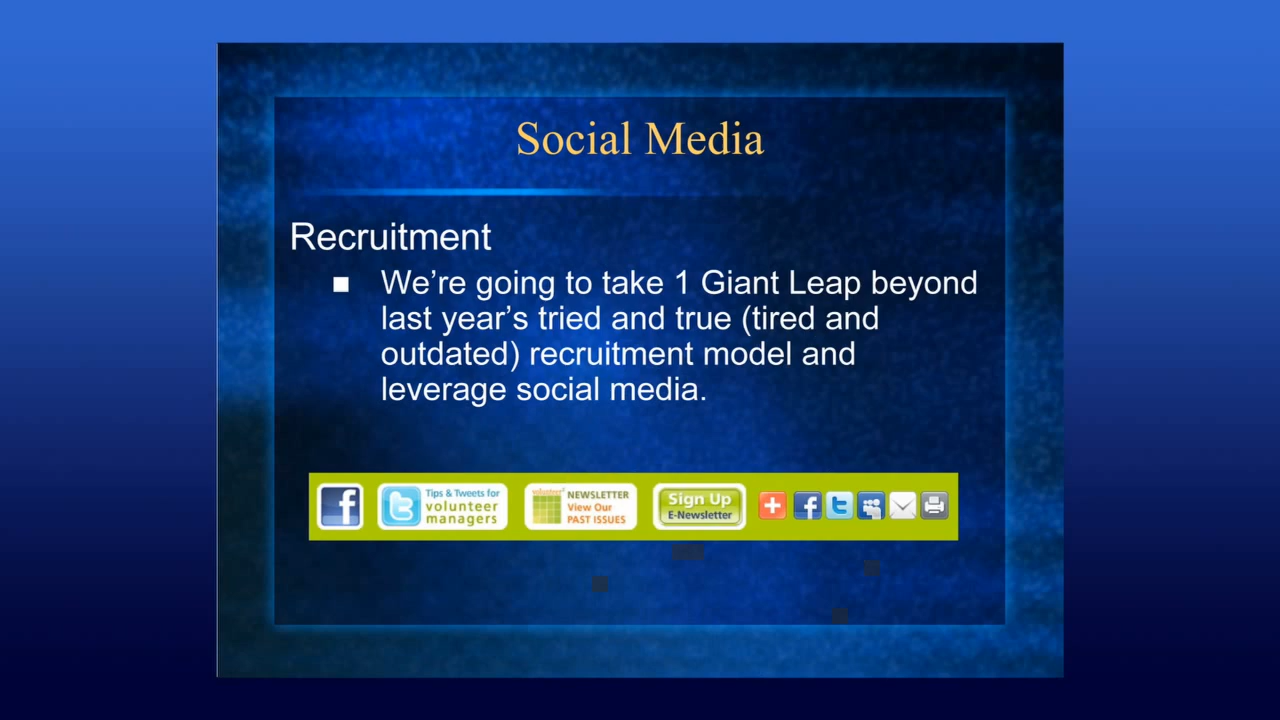 Social Media
Recruitment
We’re going to take 1 Giant Leap beyond
last year’s tried and true (tired and
outdated) recruitment model and
leverage social media.
Tips & Tweets for
volunteer
managers
volunteer²
NEWSLETTER
View Our
PAST ISSUES
Sign Up
E-Newsletter